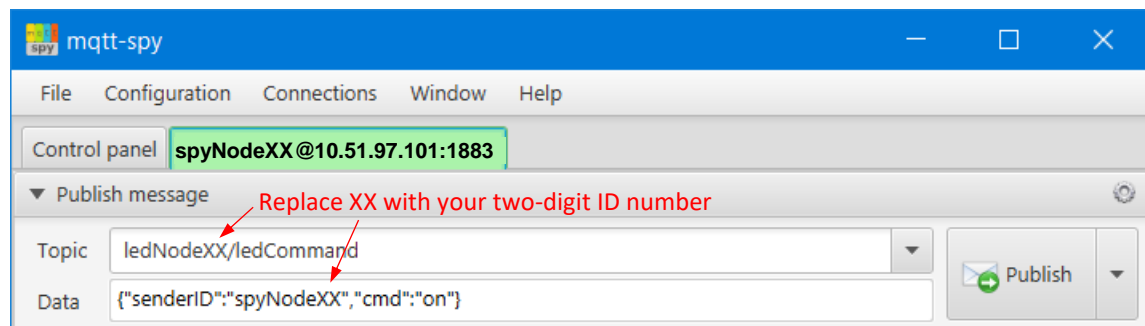 mqtt spy mqtt-spy
File Configuration Connections Window Help
Control panel spyNodeXX@10.51.97.101:1883
Publish message
Replace XX with your two-digit ID number
Topic ledNodeXX/ledCommand
Publish
Data {"senderID":"spyNodeXX","cmd":"on"}